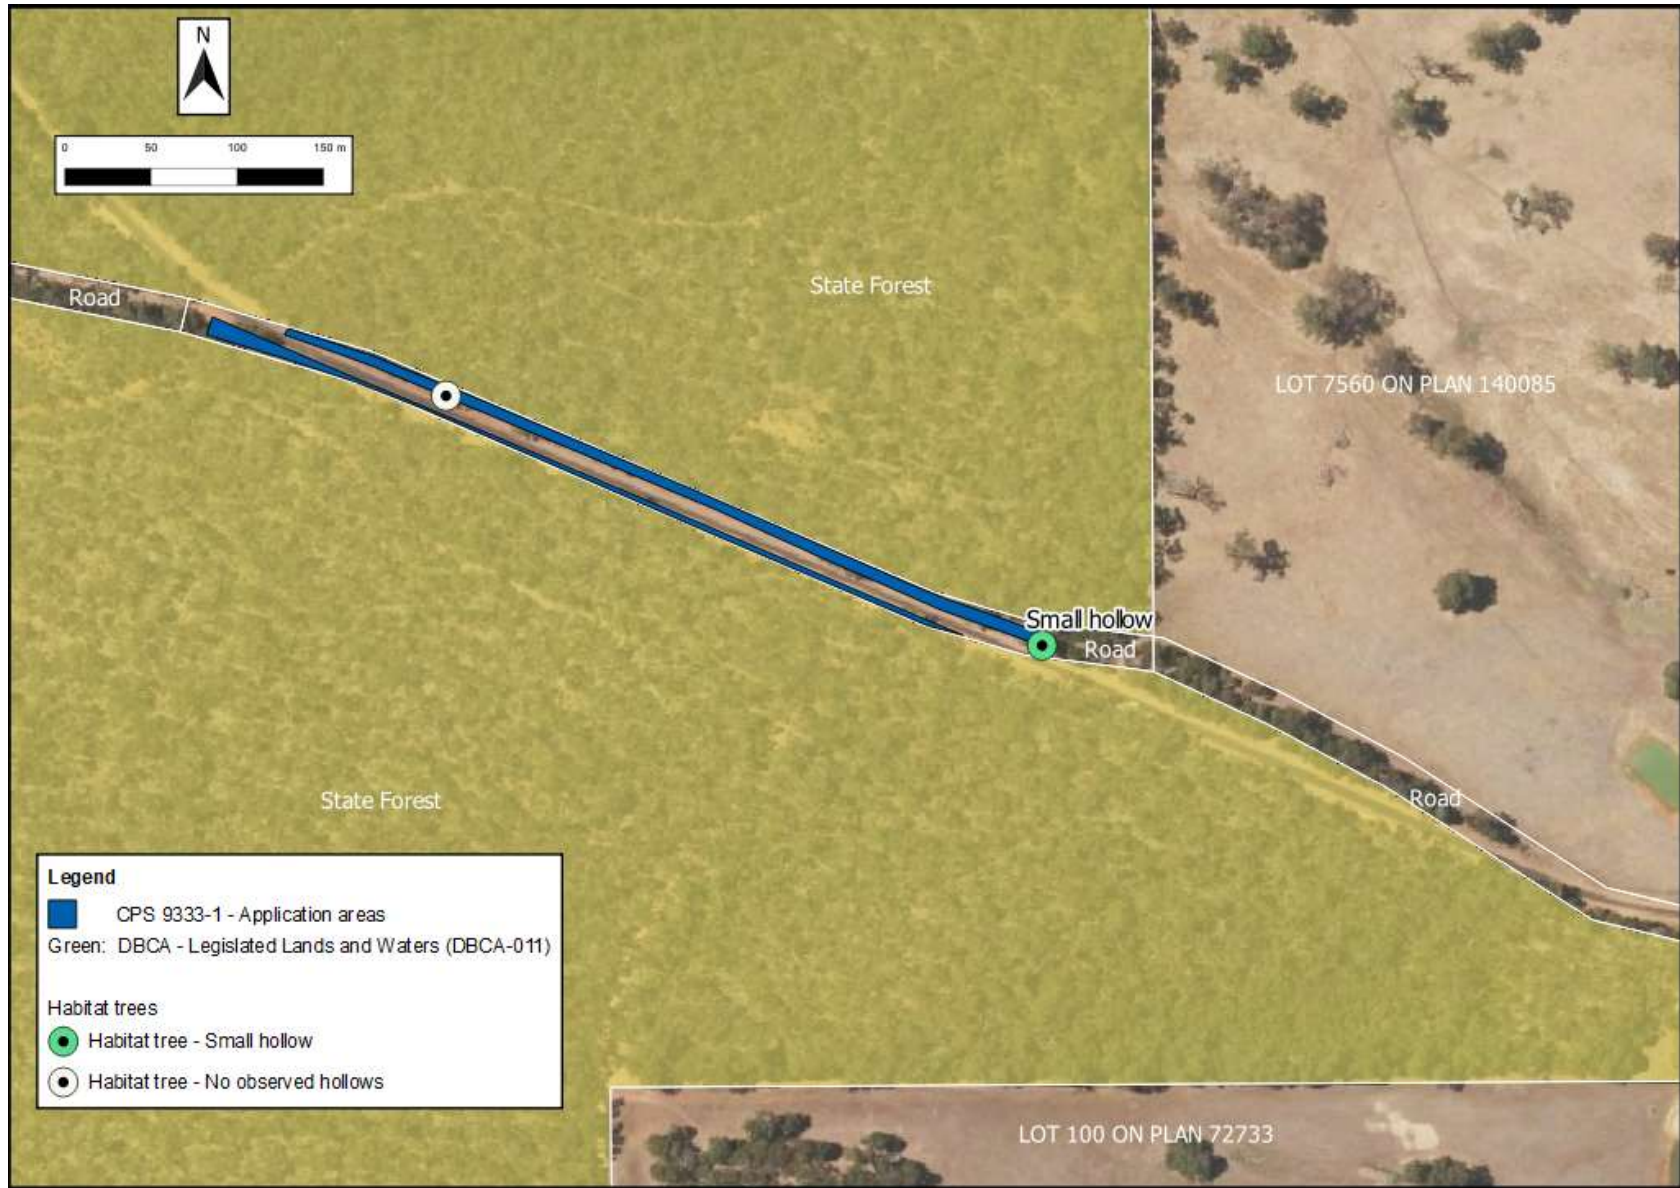 N
0 50 100 150 m
State Forest
Road
LOT 7560 ON PLAN 140085
Small hollow
Road
Road
State Forest
Legend
CPS 9333-1 - Application areas
Green: DBCA - Legislated Lands and Waters (DBCA-011)
Habitat trees
Habitat tree - Small hollow
Habitat tree - No observed hollows
LOT 100 ON PLAN 72733